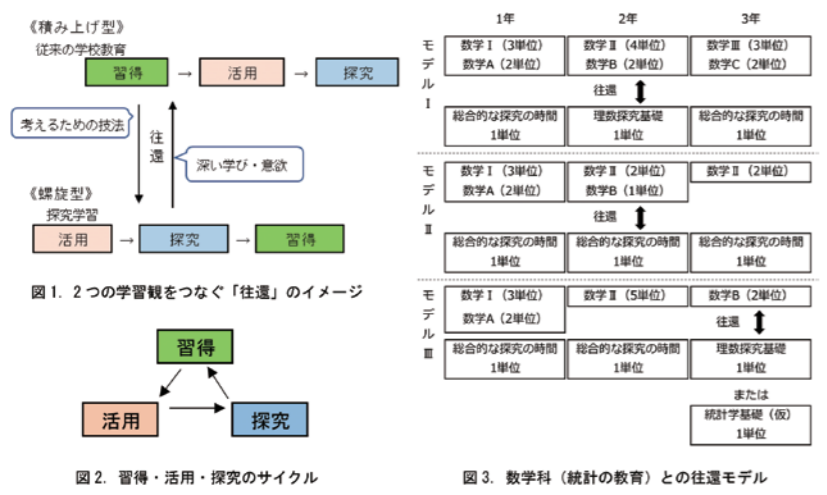 《積み上げ型》
従来の学校教育
習得 → 活用 → 探究
考えるための技法
往還
深い学び・意欲
《螺旋型》
探究学習
活用 → 探究 → 習得
図1. 2つの学習観をつなぐ「往還」のイメージ
習得
活用
探究
図2. 習得・活用・探究のサイクル
1年 2年 3年
モデルⅠ
数学Ⅰ(3単位) 数学Ⅱ(4単位) 数学Ⅲ(3単位)
数学A(2単位) 数学B(2単位) 数学C(2単位)
往還
総合的な探究の時間 理数探究基礎 総合的な探究の時間
1単位 1単位 1単位
モデルⅡ
数学Ⅰ(3単位) 数学Ⅱ(2単位) 数学Ⅱ(2単位)
数学A(2単位) 数学B(1単位)
往還
総合的な探究の時間 総合的な探究の時間 総合的な探究の時間
1単位 1単位 1単位
モデルⅢ
数学Ⅰ(3単位) 数学Ⅱ(5単位) 数学B(2単位)
数学A(2単位)
往還
総合的な探究の時間 総合的な探究の時間 理数探究基礎
1単位 1単位 1単位
または
統計学基礎(仮)
1単位
図3. 数学科(統計の教育)との往還モデル